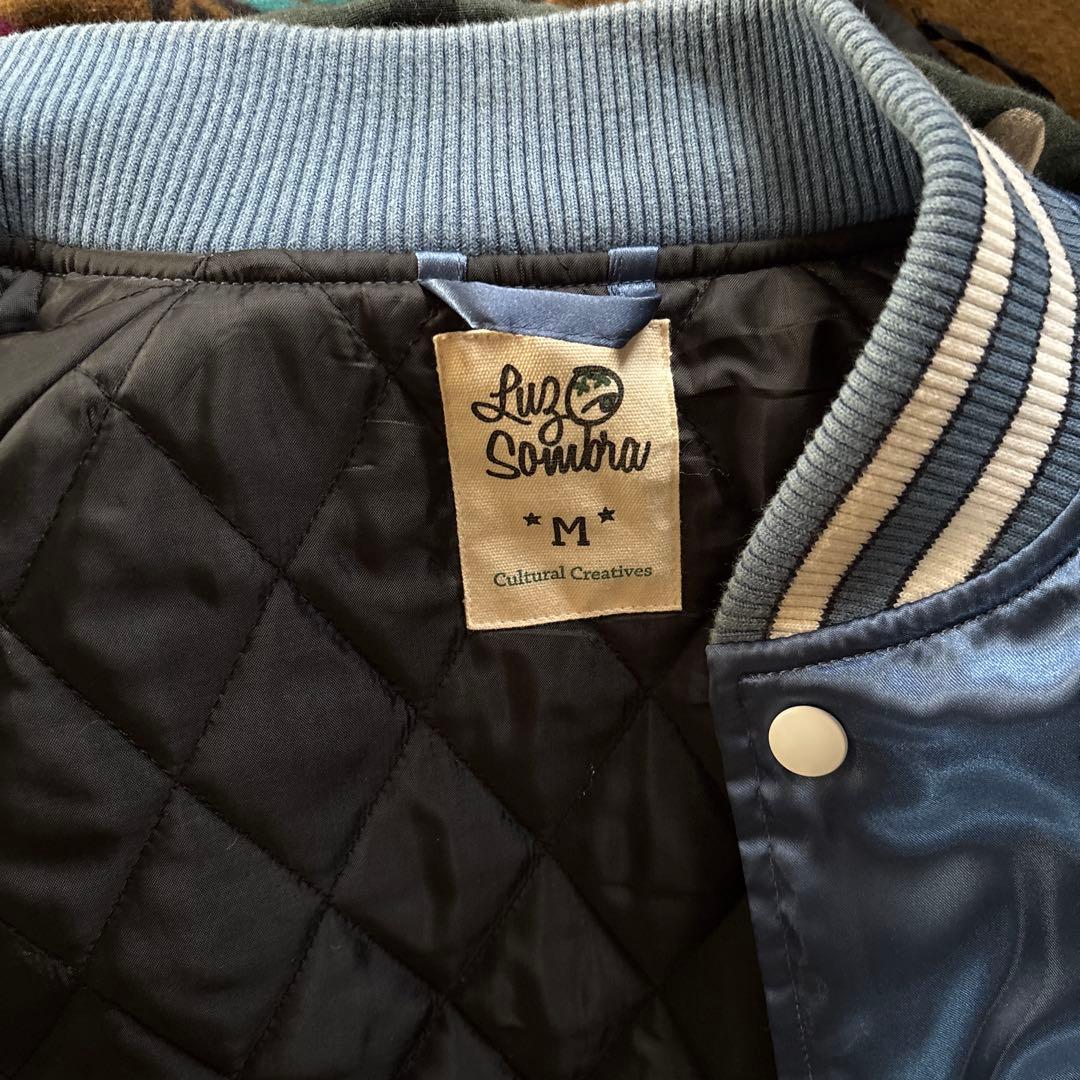 Luz
Sombra
★ M ★
Cultural Creatives